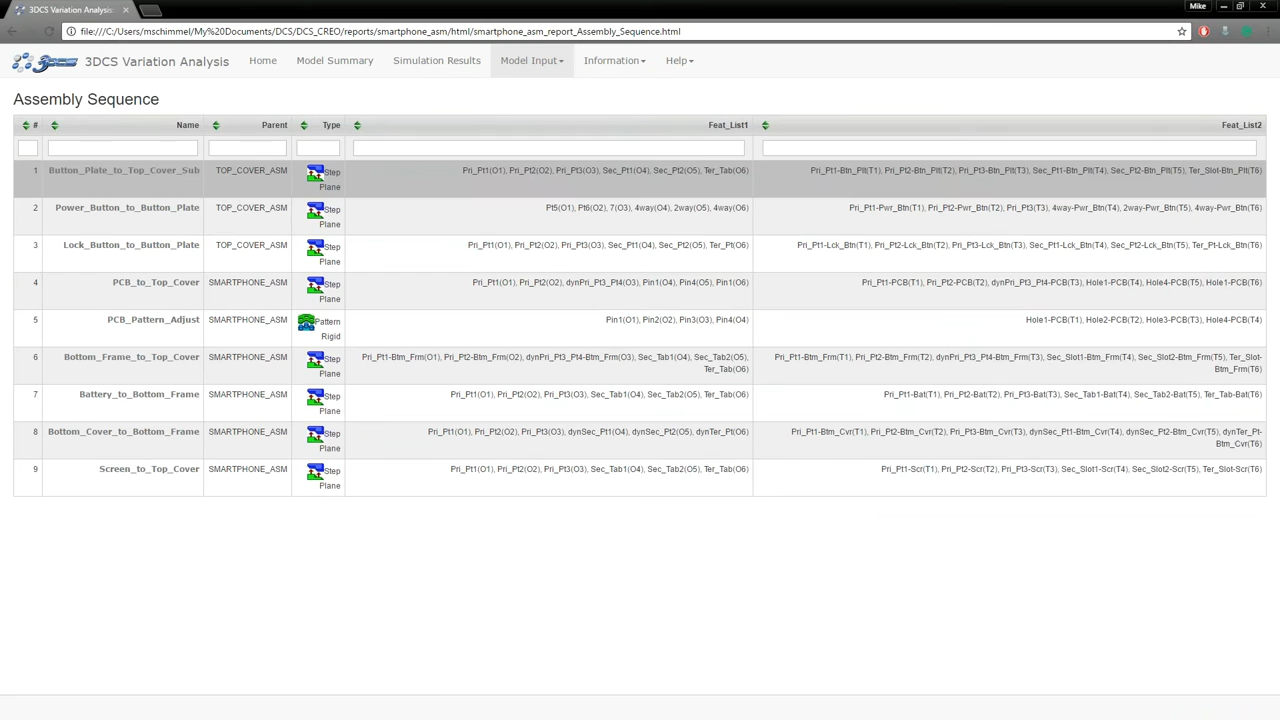 3DCS Variation Analysis
Mike
file:///C:/Users/mschimmel/My%20Documents/DCS/DCS_CREO/reports/smartphone_asm/html/smartphone_asm_report_Assembly_Sequence.html
3DCS 3DCS Variation Analysis Home Model Summary Simulation Results Model Input Information Help
Assembly Sequence
# Name Parent Type Feat_List1 Feat_List2
1 Button_Plate_to_Top_Cover_Sub TOP_COVER_ASM Step Pri_Pt1(O1), Pri_Pt2(O2), Pri_Pt3(O3), Sec_Pt1(O4), Sec_Pt2(O5), Ter_Tab(O6) Pri_Pt1-Btn_Plt(T1), Pri_Pt2-Btn_Plt(T2), Pri_Pt3-Btn_Plt(T3), Sec_Pt1-Btn_Plt(T4), Sec_Pt2-Btn_Plt(T5), Ter_Slot-Btn_Plt(T6)
Plane
2 Power_Button_to_Button_Plate TOP_COVER_ASM Step Pt5(O1), Pt6(O2), 7(O3), 4way(O4), 2way(O5), 4way(O6) Pri_Pt1-Pwr_Btn(T1), Pri_Pt2-Pwr_Btn(T2), Pri_Pt3(T3), 4way-Pwr_Btn(T4), 2way-Pwr_Btn(T5), 4way-Pwr_Btn(T6)
Plane
3 Lock_Button_to_Button_Plate TOP_COVER_ASM Step Pri_Pt1(O1), Pri_Pt2(O2), Pri_Pt3(O3), Sec_Pt1(O4), Sec_Pt2(O5), Ter_Pt(O6) Pri_Pt1-Lck_Btn(T1), Pri_Pt2-Lck_Btn(T2), Pri_Pt3-Lck_Btn(T3), Sec_Pt1-Lck_Btn(T4), Sec_Pt2-Lck_Btn(T5), Ter_Pt-Lck_Btn(T6)
Plane
4 PCB_to_Top_Cover SMARTPHONE_ASM Step Pri_Pt1(O1), Pri_Pt2(O2), dynPri_Pt3_Pt4(O3), Pin1(O4), Pin4(O5), Pin1(O6) Pri_Pt1-PCB(T1), Pri_Pt2-PCB(T2), dynPri_Pt3_Pt4-PCB(T3), Hole1-PCB(T4), Hole4-PCB(T5), Hole1-PCB(T6)
Plane
5 PCB_Pattern_Adjust SMARTPHONE_ASM Pattern Pin1(O1), Pin2(O2), Pin3(O3), Pin4(O4) Hole1-PCB(T1), Hole2-PCB(T2), Hole3-PCB(T3), Hole4-PCB(T4)
Rigid
6 Bottom_Frame_to_Top_Cover SMARTPHONE_ASM Step Pri_Pt1-Btm_Frm(O1), Pri_Pt2-Btm_Frm(O2), dynPri_Pt3_Pt4-Btm_Frm(O3), Sec_Tab1(O4), Sec_Tab2(O5), Pri_Pt1-Btm_Frm(T1), Pri_Pt2-Btm_Frm(T2), dynPri_Pt3_Pt4-Btm_Frm(T3), Sec_Slot1-Btm_Frm(T4), Sec_Slot2-Btm_Frm(T5), Ter_Slot-
Plane Ter_Tab(O6) Btm_Frm(T6)
7 Battery_to_Bottom_Frame SMARTPHONE_ASM Step Pri_Pt1(O1), Pri_Pt2(O2), Pri_Pt3(O3), Sec_Tab1(O4), Sec_Tab2(O5), Ter_Tab(O6) Pri_Pt1-Bat(T1), Pri_Pt2-Bat(T2), Pri_Pt3-Bat(T3), Sec_Tab1-Bat(T4), Sec_Tab2-Bat(T5), Ter_Tab-Bat(T6)
Plane
8 Bottom_Cover_to_Bottom_Frame SMARTPHONE_ASM Step Pri_Pt1(O1), Pri_Pt2(O2), Pri_Pt3(O3), dynSec_Pt1(O4), dynSec_Pt2(O5), dynTer_Pt(O6) Pri_Pt1-Btm_Cvr(T1), Pri_Pt2-Btm_Cvr(T2), Pri_Pt3-Btm_Cvr(T3), dynSec_Pt1-Btm_Cvr(T4), dynSec_Pt2-Btm_Cvr(T5), dynTer_Pt-
Plane Btm_Cvr(T6)
9 Screen_to_Top_Cover SMARTPHONE_ASM Step Pri_Pt1(O1), Pri_Pt2(O2), Pri_Pt3(O3), Sec_Tab1(O4), Sec_Tab2(O5), Ter_Tab(O6) Pri_Pt1-Scr(T1), Pri_Pt2-Scr(T2), Pri_Pt3-Scr(T3), Sec_Slot1-Scr(T4), Sec_Slot2-Scr(T5), Ter_Slot-Scr(T6)
Plane